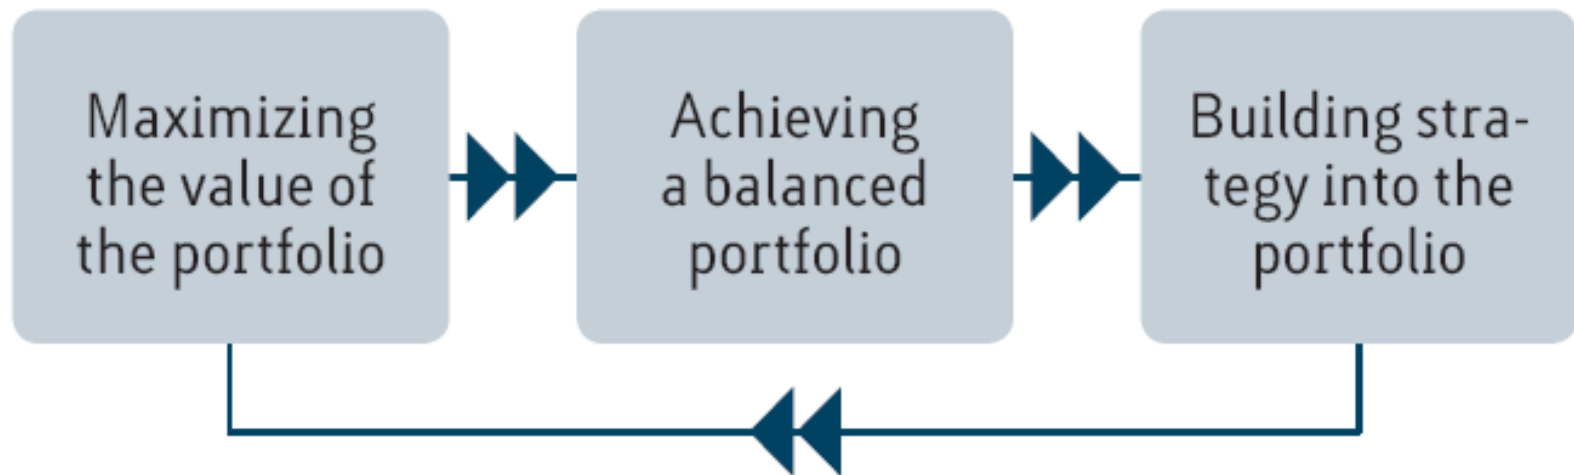 Maximizing
the value of
the portfolio
Achieving
a balanced
portfolio
Building stra-
tegy into the
portfolio